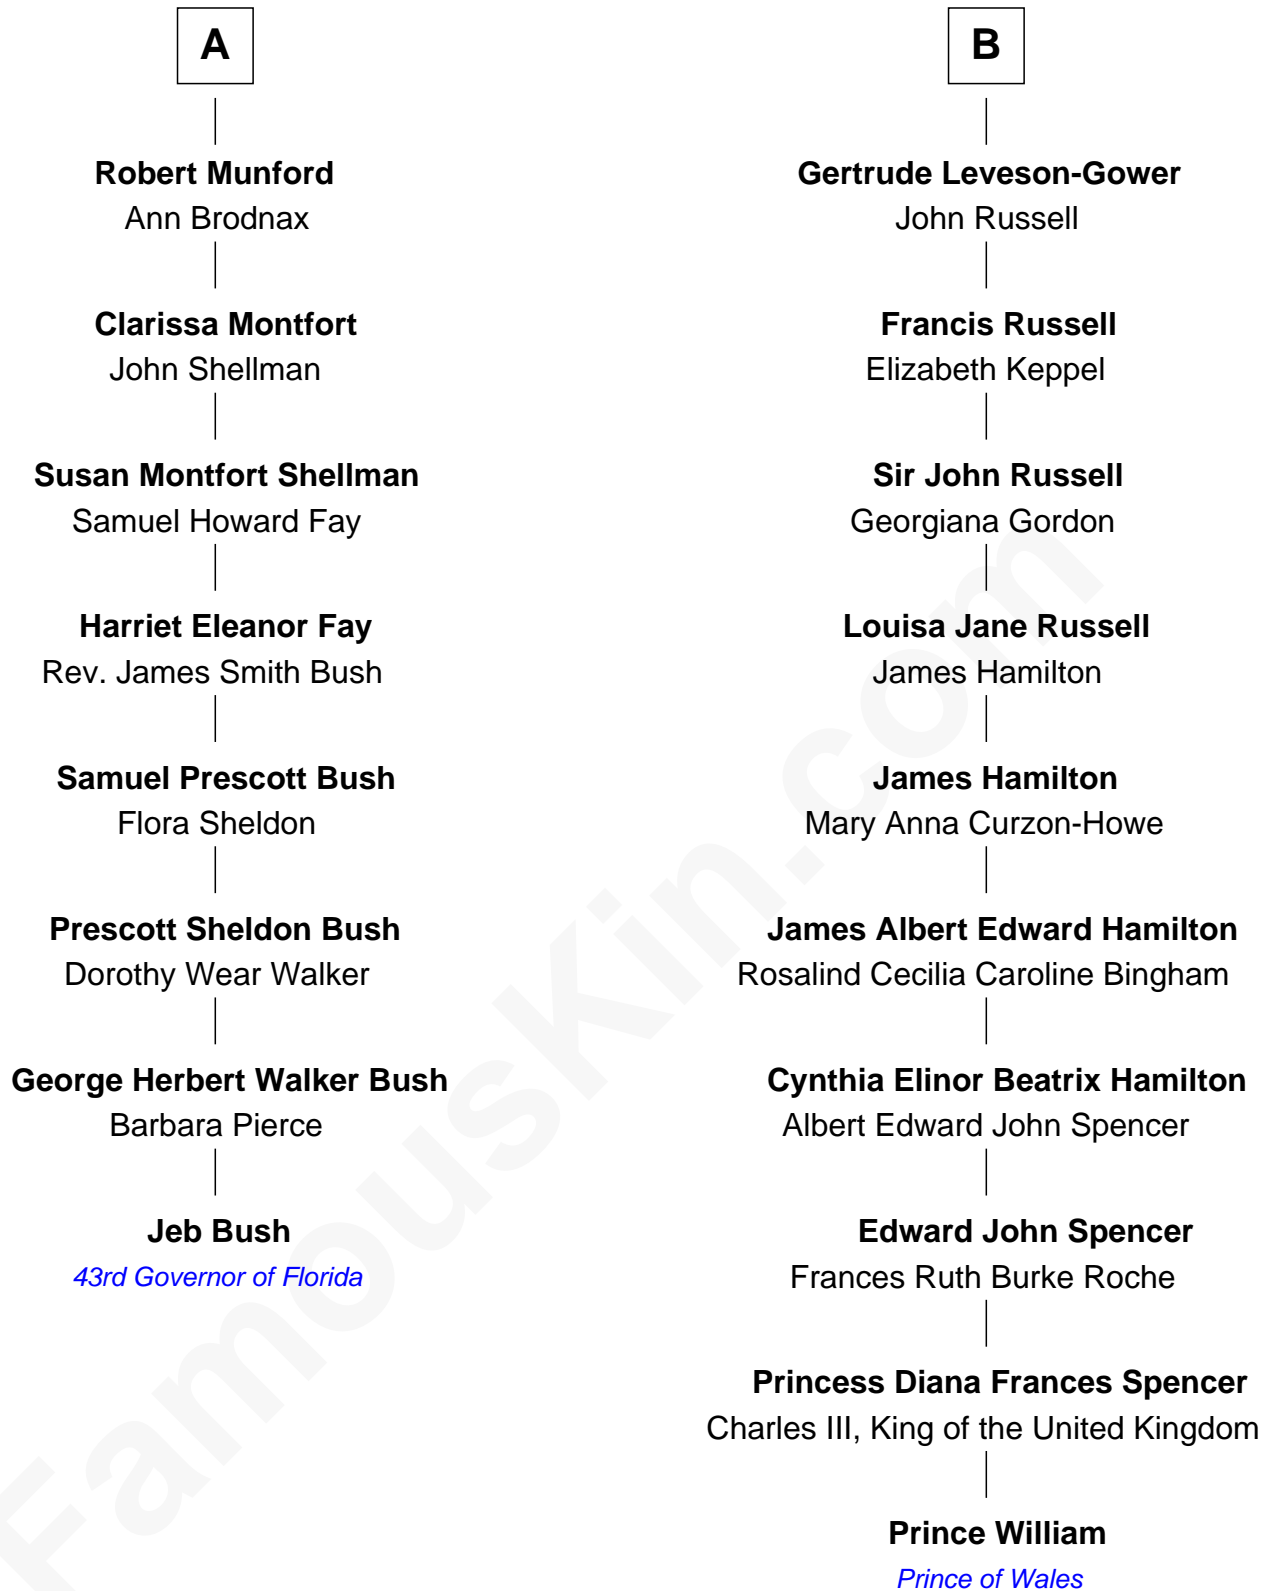 A
Robert Munford
Ann Brodnax
Clarissa Montfort
John Shellman
Susan Montfort Shellman
Samuel Howard Fay
Harriet Eleanor Fay
Rev. James Smith Bush
Samuel Prescott Bush
Flora Sheldon
Prescott Sheldon Bush
Dorothy Wear Walker
George Herbert Walker Bush
Barbara Pierce
Jeb Bush
43rd Governor of Florida
B
Gertrude Leveson-Gower
John Russell
Francis Russell
Elizabeth Keppel
Sir John Russell
Georgiana Gordon
Louisa Jane Russell
James Hamilton
James Hamilton
Mary Anna Curzon-Howe
James Albert Edward Hamilton
Rosalind Cecilia Caroline Bingham
Cynthia Elinor Beatrix Hamilton
Albert Edward John Spencer
Edward John Spencer
Frances Ruth Burke Roche
Princess Diana Frances Spencer
Charles III, King of the United Kingdom
Prince William
Prince of Wales
FamousKin.com